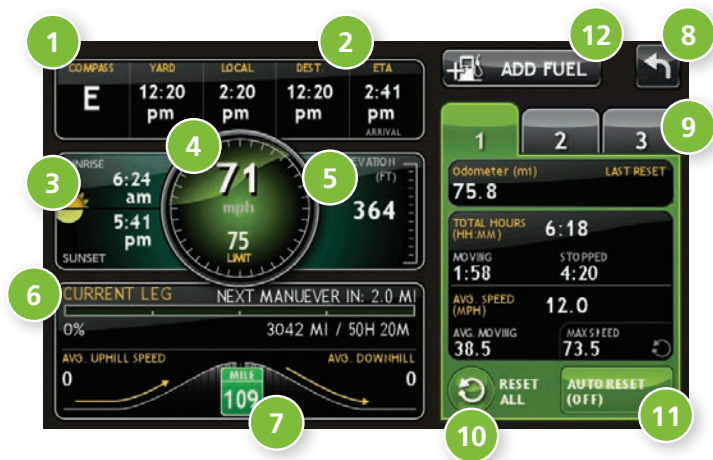 1
2
12
8
COMPASS YARD LOCAL DEST. ETA
E 12:20 pm 2:20 pm 12:20 pm 2:41 pm
ARRIVAL
ADD FUEL
3
4
5
9
SUNRISE
6:24 am
5:41 pm
SUNSET
71
mph
75
LIMIT
(FT)
364
1 2 3
Odometer (mi) LAST RESET
75.8
TOTAL HOURS (HH:MM) 6:18
MOVING STOPPED
1:58 4:20
AVG. SPEED (MPH) 12.0
AVG. MOVING MAX SPEED
38.5 73.5
6
CURRENT LEG NEXT MANUEVER IN: 2.0 MI
0% 3042 MI / 50H 20M
AVG. UPHILL SPEED AVG. DOWNHILL
0 0
MILE
109
7
RESET ALL
AUTO RESET (OFF)
10
11